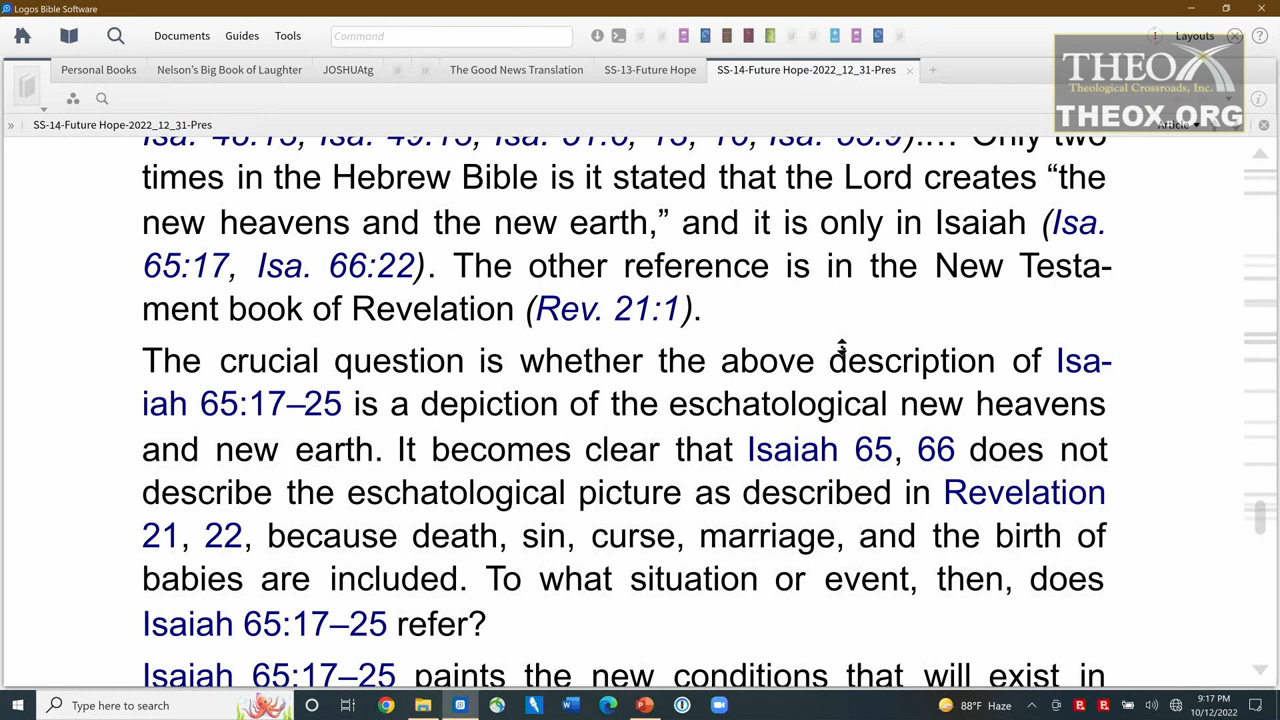 Logos Bible Software
Documents Guides Tools Command Layouts
THEOX
Theological Crossroads, Inc.
THEOX.ORG
Personal Books Nelson's Big Book of Laughter JOSHUAtg The Good News Translation SS-13-Future Hope SS-14-Future Hope-2022_12_31-Pres
SS-14-Future Hope-2022_12_31-Pres Article
times in the Hebrew Bible is it stated that the Lord creates “the
new heavens and the new earth,” and it is only in Isaiah (Isa.
65:17, Isa. 66:22). The other reference is in the New Testa-
ment book of Revelation (Rev. 21:1).
The crucial question is whether the above description of Isa-
iah 65:17–25 is a depiction of the eschatological new heavens
and new earth. It becomes clear that Isaiah 65, 66 does not
describe the eschatological picture as described in Revelation
21, 22, because death, sin, curse, marriage, and the birth of
babies are included. To what situation or event, then, does
Isaiah 65:17–25 refer?
Isaiah 65:17–25 paints the new conditions that will exist in
Type here to search
88°F Haze
9:17 PM
10/12/2022